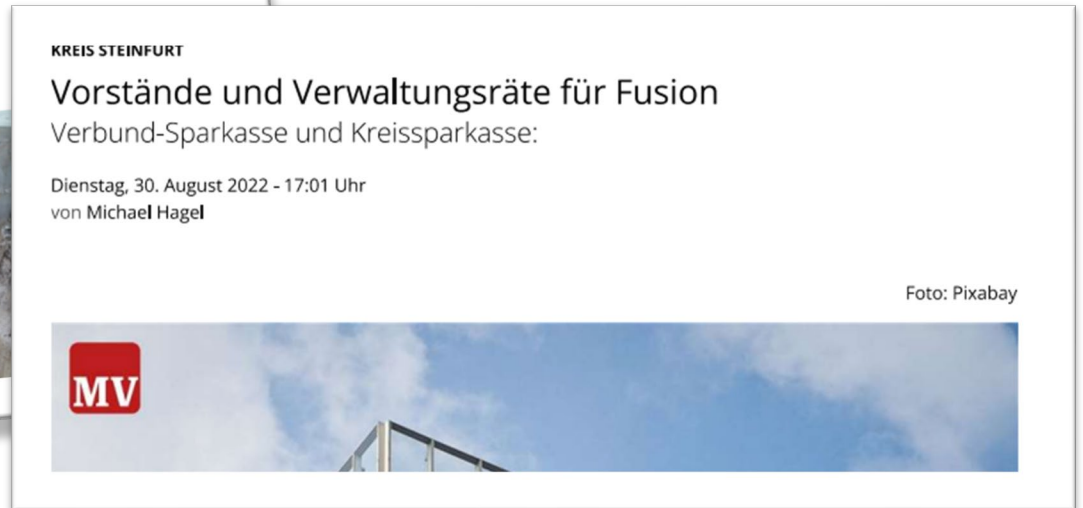 KREIS STEINFURT
Vorstände und Verwaltungsräte für Fusion
Verbund-Sparkasse und Kreissparkasse:
Dienstag, 30. August 2022 - 17:01 Uhr
von Michael Hagel
Foto: Pixabay
MV